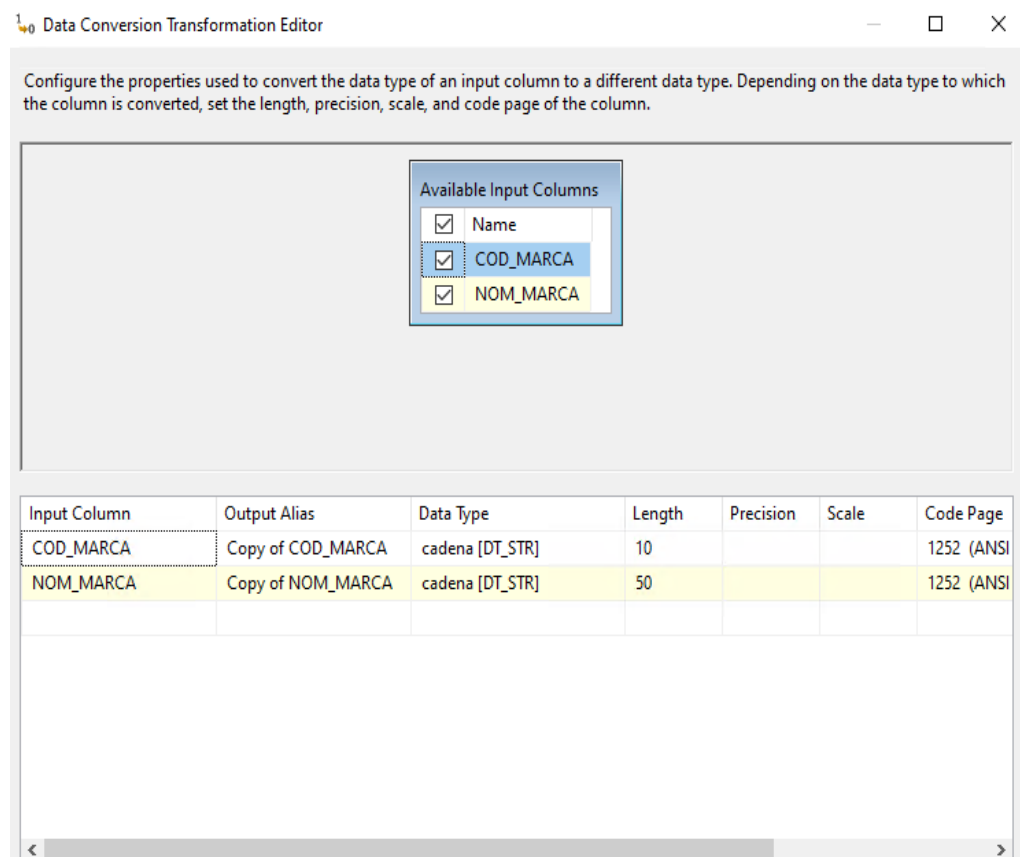 Data Conversion Transformation Editor
Configure the properties used to convert the data type of an input column to a different data type. Depending on the data type to which
the column is converted, set the length, precision, scale, and code page of the column.
Available Input Columns
Name
COD_MARCA
NOM_MARCA
Input Column Output Alias Data Type Length Precision Scale Code Page
COD_MARCA Copy of COD_MARCA cadena [DT_STR] 10 1252 (ANSI
NOM_MARCA Copy of NOM_MARCA cadena [DT_STR] 50 1252 (ANSI